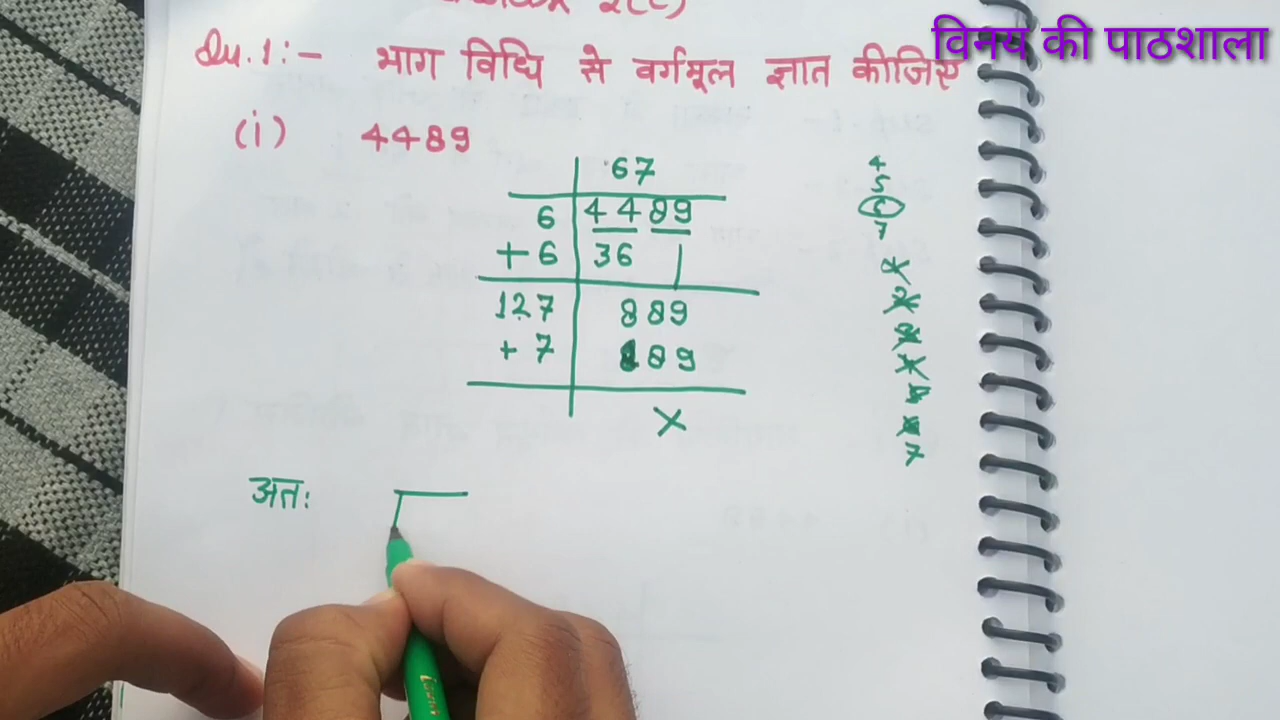 विनय की पाठशाला
Qu. 1:- भाग विधि से वर्गमूल ज्ञात कीजिए
(i) 4489
67
6 4489
+6 36
127 889
+7 889
X
4
5
6
7
7
अतः